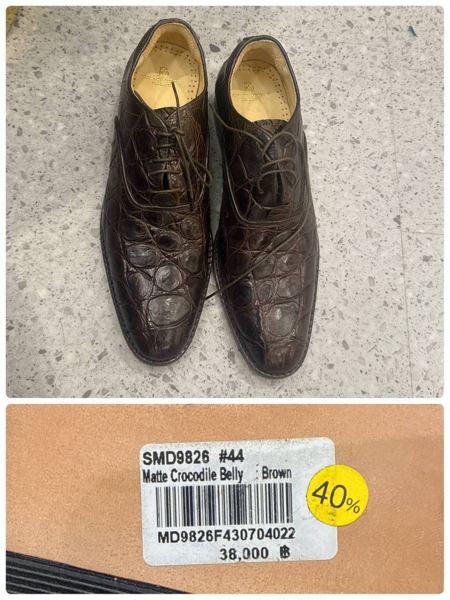 SMD9826 #44
Matte Crocodile Belly : Brown
MD9826F430704022
38,000 ฿
40%